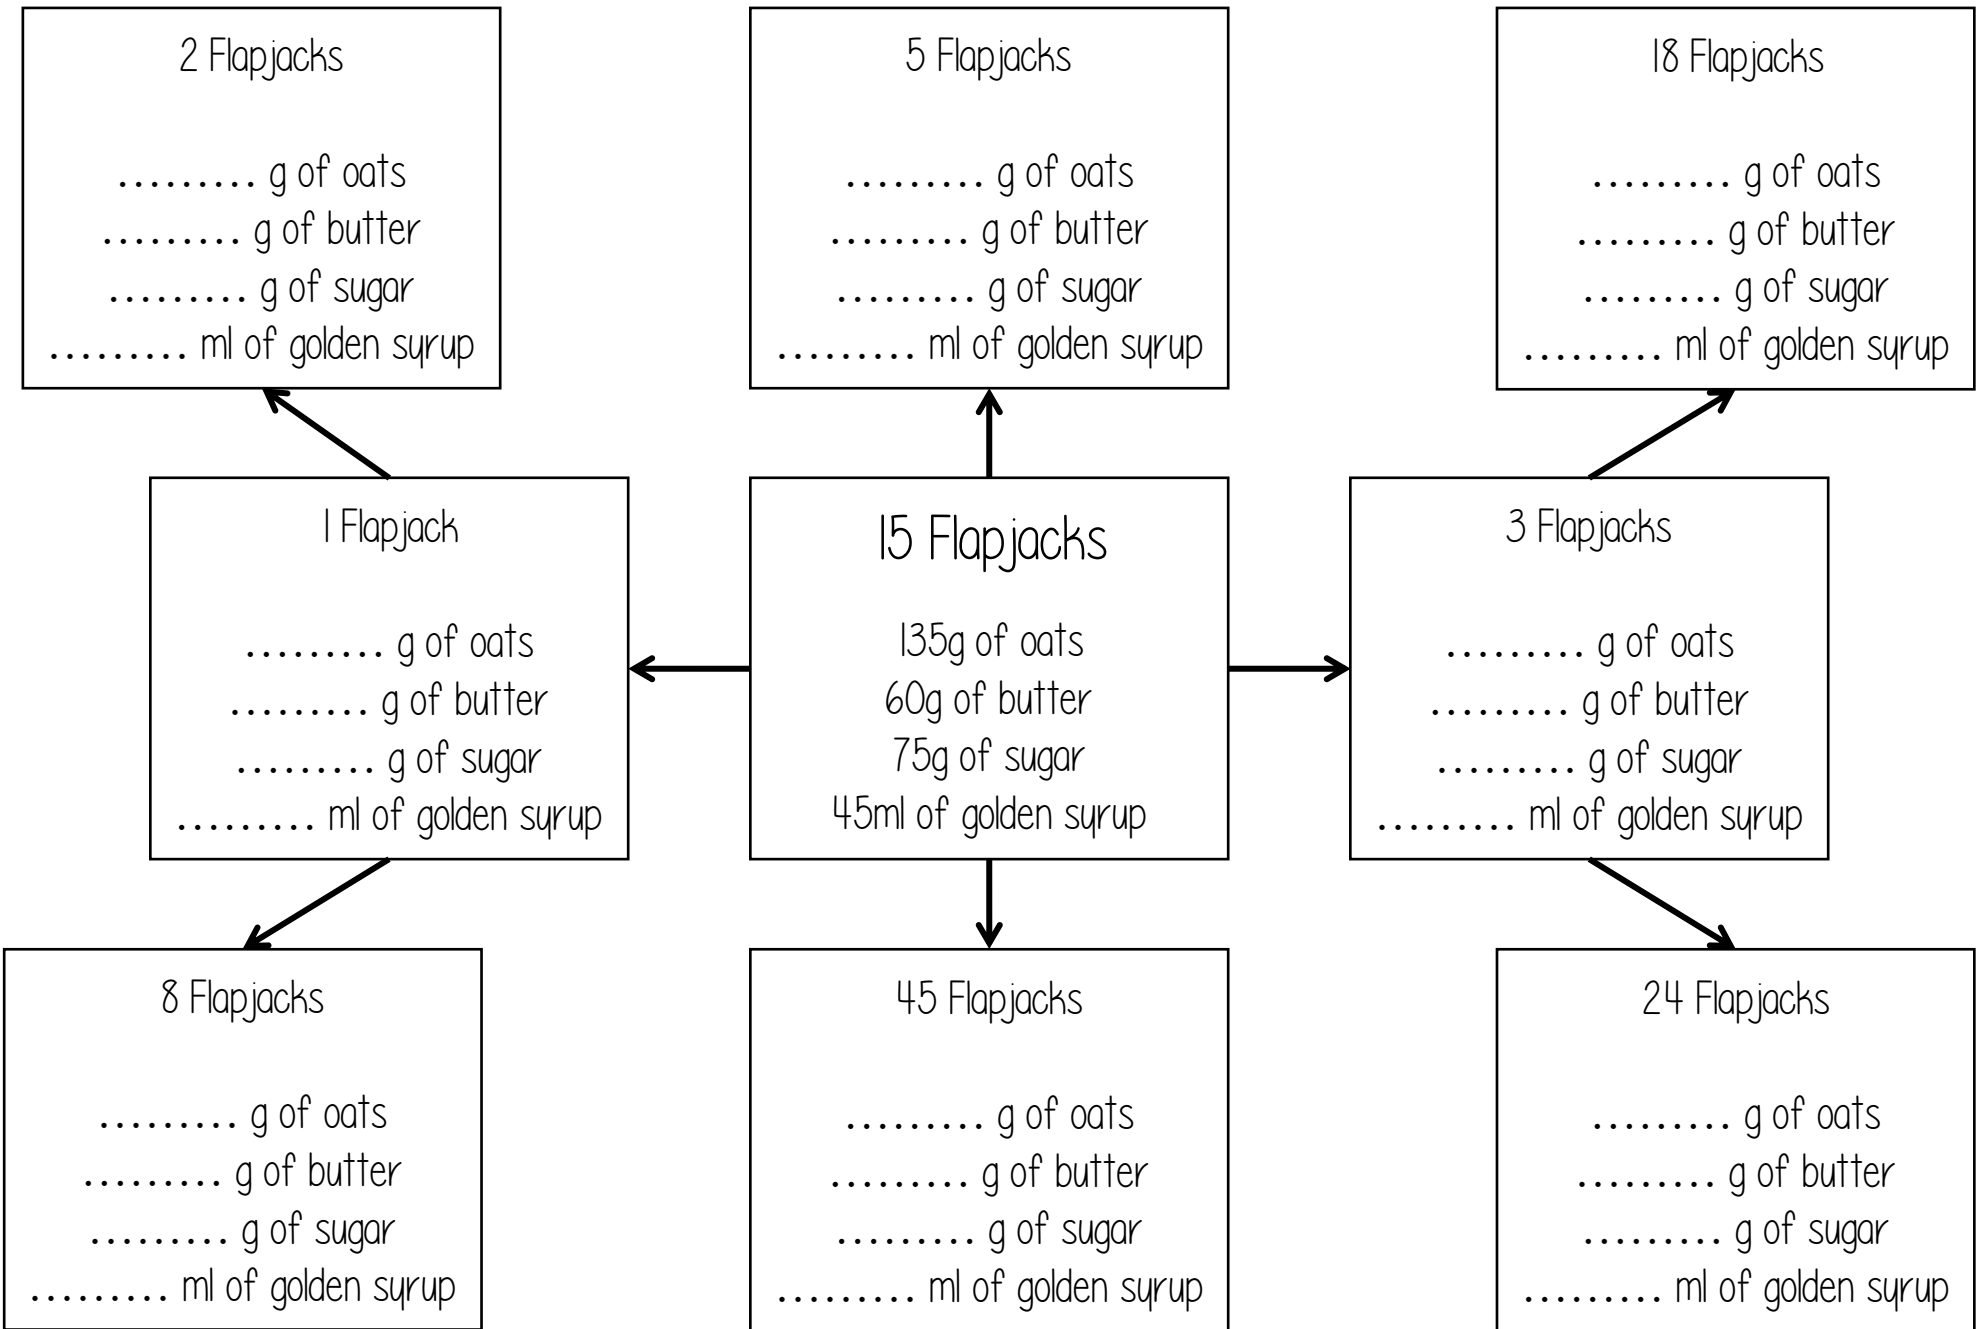 2 Flapjacks
......... g of oats
......... g of butter
......... g of sugar
......... ml of golden syrup
5 Flapjacks
......... g of oats
......... g of butter
......... g of sugar
......... ml of golden syrup
18 Flapjacks
......... g of oats
......... g of butter
......... g of sugar
......... ml of golden syrup
1 Flapjack
......... g of oats
......... g of butter
......... g of sugar
......... ml of golden syrup
15 Flapjacks
135g of oats
60g of butter
75g of sugar
45ml of golden syrup
3 Flapjacks
......... g of oats
......... g of butter
......... g of sugar
......... ml of golden syrup
8 Flapjacks
......... g of oats
......... g of butter
......... g of sugar
......... ml of golden syrup
45 Flapjacks
......... g of oats
......... g of butter
......... g of sugar
......... ml of golden syrup
24 Flapjacks
......... g of oats
......... g of butter
......... g of sugar
......... ml of golden syrup